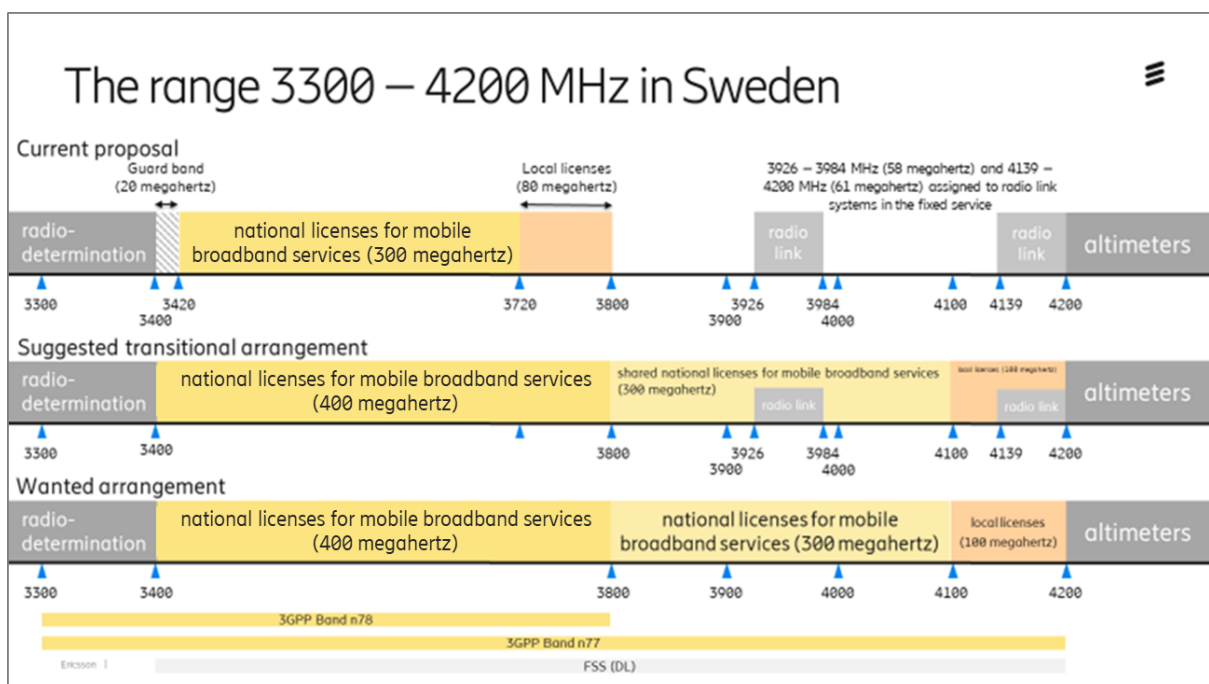 The range 3300 – 4200 MHz in Sweden
Current proposal
Guard band
(20 megahertz)
Local licenses
(80 megahertz)
3926 – 3984 MHz (58 megahertz) and 4139 –
4200 MHz (61 megahertz) assigned to radio link
systems in the fixed service
radio-
determination
national licenses for mobile
broadband services (300 megahertz)
radio
link
radio
link
altimeters
3300
3400
3420
3720
3800
3900
3926
3984
4000
4100
4139
4200
Suggested transitional arrangement
radio-
determination
national licenses for mobile broadband services
(400 megahertz)
shared national licenses for mobile broadband services
(300 megahertz)
radio link
local licenses (100 megahertz)
radio link
altimeters
3300
3400
3800
3900
3926
3984
4000
4100
4139
4200
Wanted arrangement
radio-
determination
national licenses for mobile broadband services
(400 megahertz)
national licenses for mobile
broadband services (300 megahertz)
local licenses
(100 megahertz)
altimeters
3300
3400
3800
3900
4000
4100
4200
3GPP Band n78
3GPP Band n77
Ericsson |
FSS (DL)